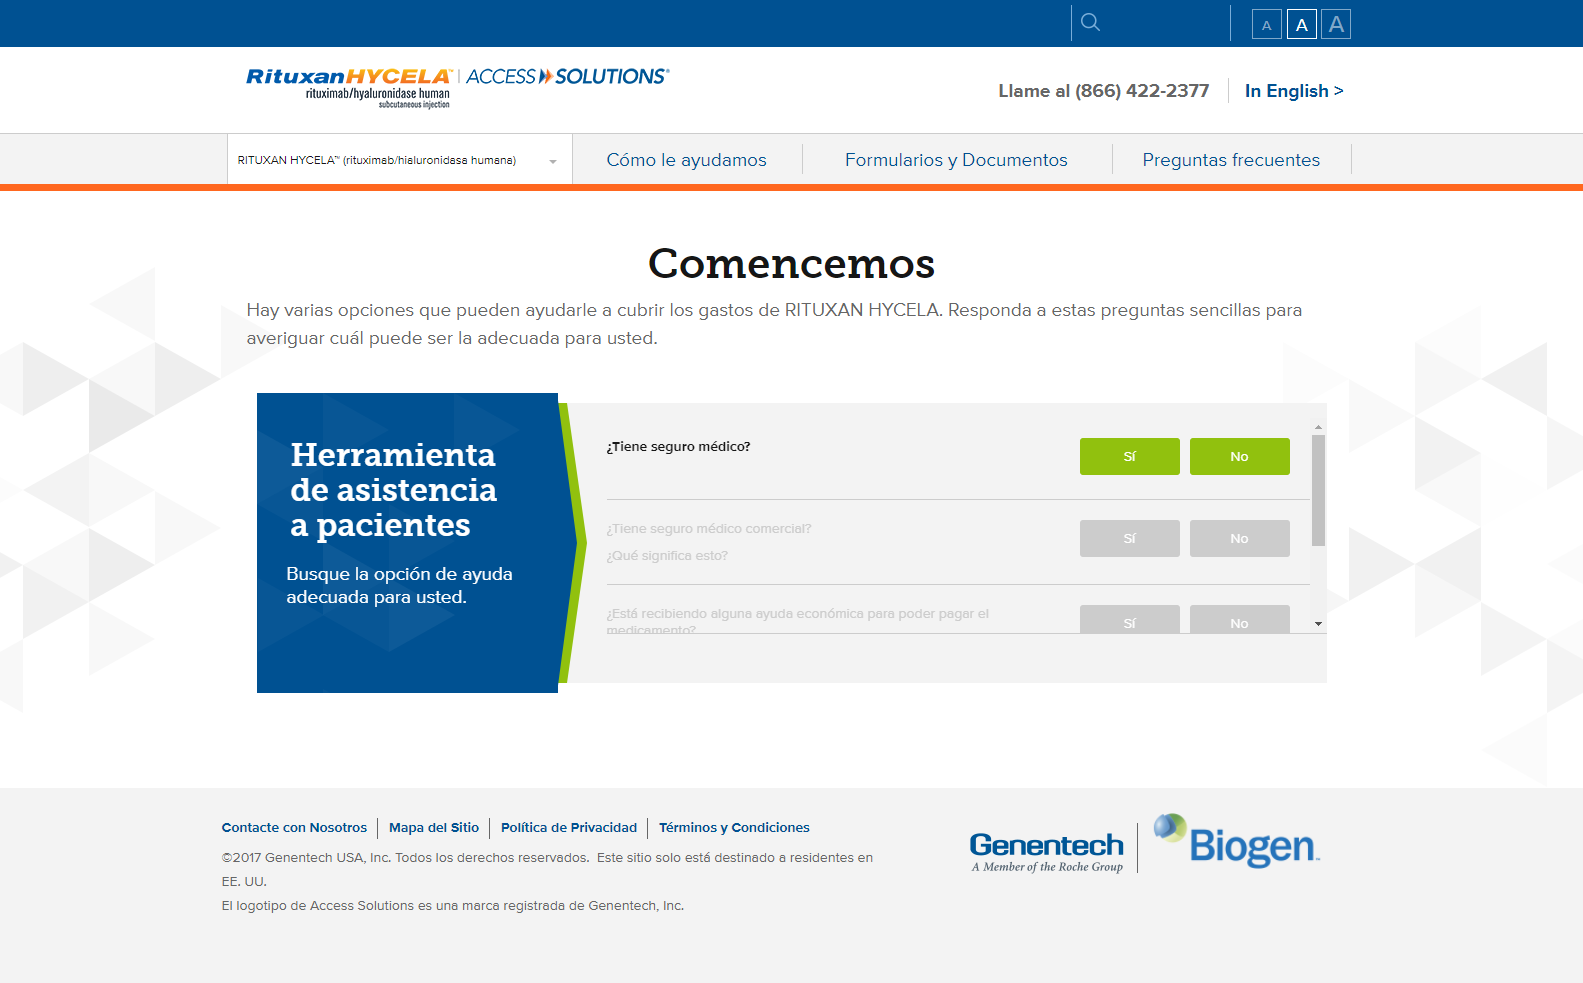 A A A
RituxanHYCELA™ | ACCESS SOLUTIONS®
rituximab/hyaluronidase human
subcutaneous injection
Llame al (866) 422-2377
In English >
RITUXAN HYCELA™ (rituximab/hialuronidasa humana)
Cómo le ayudamos
Formularios y Documentos
Preguntas frecuentes
Comencemos
Hay varias opciones que pueden ayudarle a cubrir los gastos de RITUXAN HYCELA. Responda a estas preguntas sencillas para
averiguar cuál puede ser la adecuada para usted.
Herramienta
de asistencia
a pacientes
Busque la opción de ayuda
adecuada para usted.
¿Tiene seguro médico?
Sí No
¿Tiene seguro médico comercial?
Sí No
¿Qué significa esto?
¿Está recibiendo alguna ayuda económica para poder pagar el
medicamento?
Sí No
Contacte con Nosotros | Mapa del Sitio | Política de Privacidad | Términos y Condiciones
©2017 Genentech USA, Inc. Todos los derechos reservados. Este sitio solo está destinado a residentes en
EE. UU.
El logotipo de Access Solutions es una marca registrada de Genentech, Inc.
Genentech
A Member of the Roche Group
Biogen™